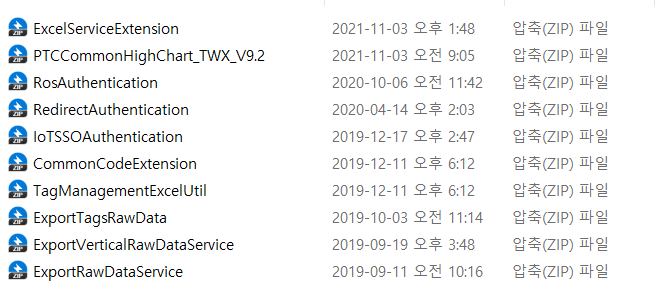 ExcelServiceExtension 2021-11-03 오후 1:48 압축(ZIP) 파일
PTCCommonHighChart_TWX_V9.2 2021-11-03 오전 9:05 압축(ZIP) 파일
RosAuthentication 2020-10-06 오전 11:42 압축(ZIP) 파일
RedirectAuthentication 2020-04-14 오후 2:03 압축(ZIP) 파일
IoTSSOAuthentication 2019-12-17 오후 2:47 압축(ZIP) 파일
CommonCodeExtension 2019-12-11 오후 6:12 압축(ZIP) 파일
TagManagementExcelUtil 2019-12-11 오후 6:12 압축(ZIP) 파일
ExportTagsRawData 2019-10-03 오전 11:14 압축(ZIP) 파일
ExportVerticalRawDataService 2019-09-19 오후 3:48 압축(ZIP) 파일
ExportRawDataService 2019-09-11 오전 10:16 압축(ZIP) 파일